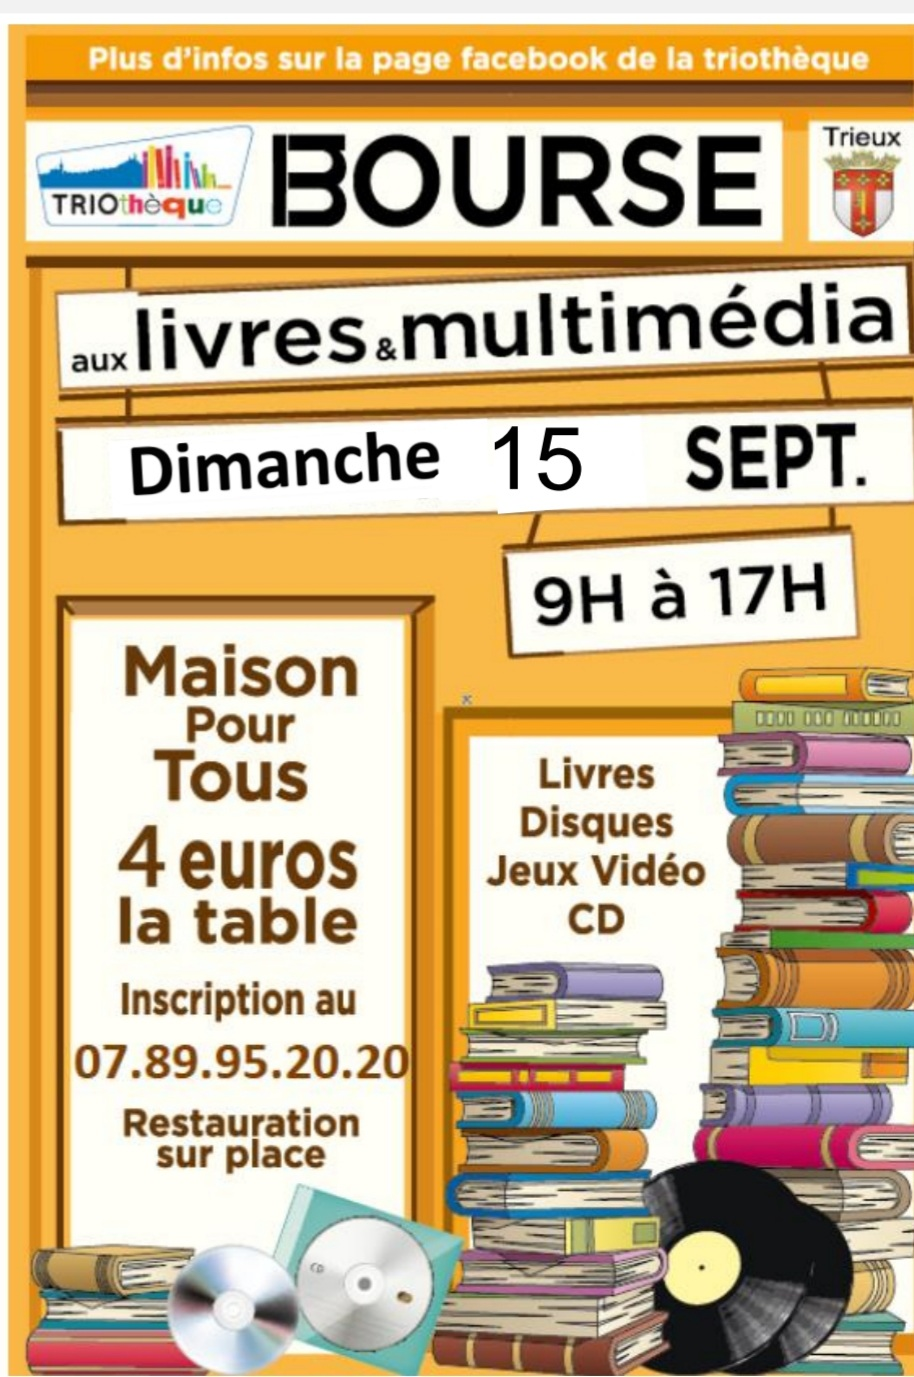 Plus d'infos sur la page facebook de la triothèque
TRIOthèque
BOURSE
Trieux
aux livres & multimédia
Dimanche 15 SEPT.
9H à 17H
Maison
Pour
Tous
4 euros
la table
Inscription au
07.89.95.20.20
Restauration
sur place
Livres
Disques
Jeux Vidéo
CD
CD